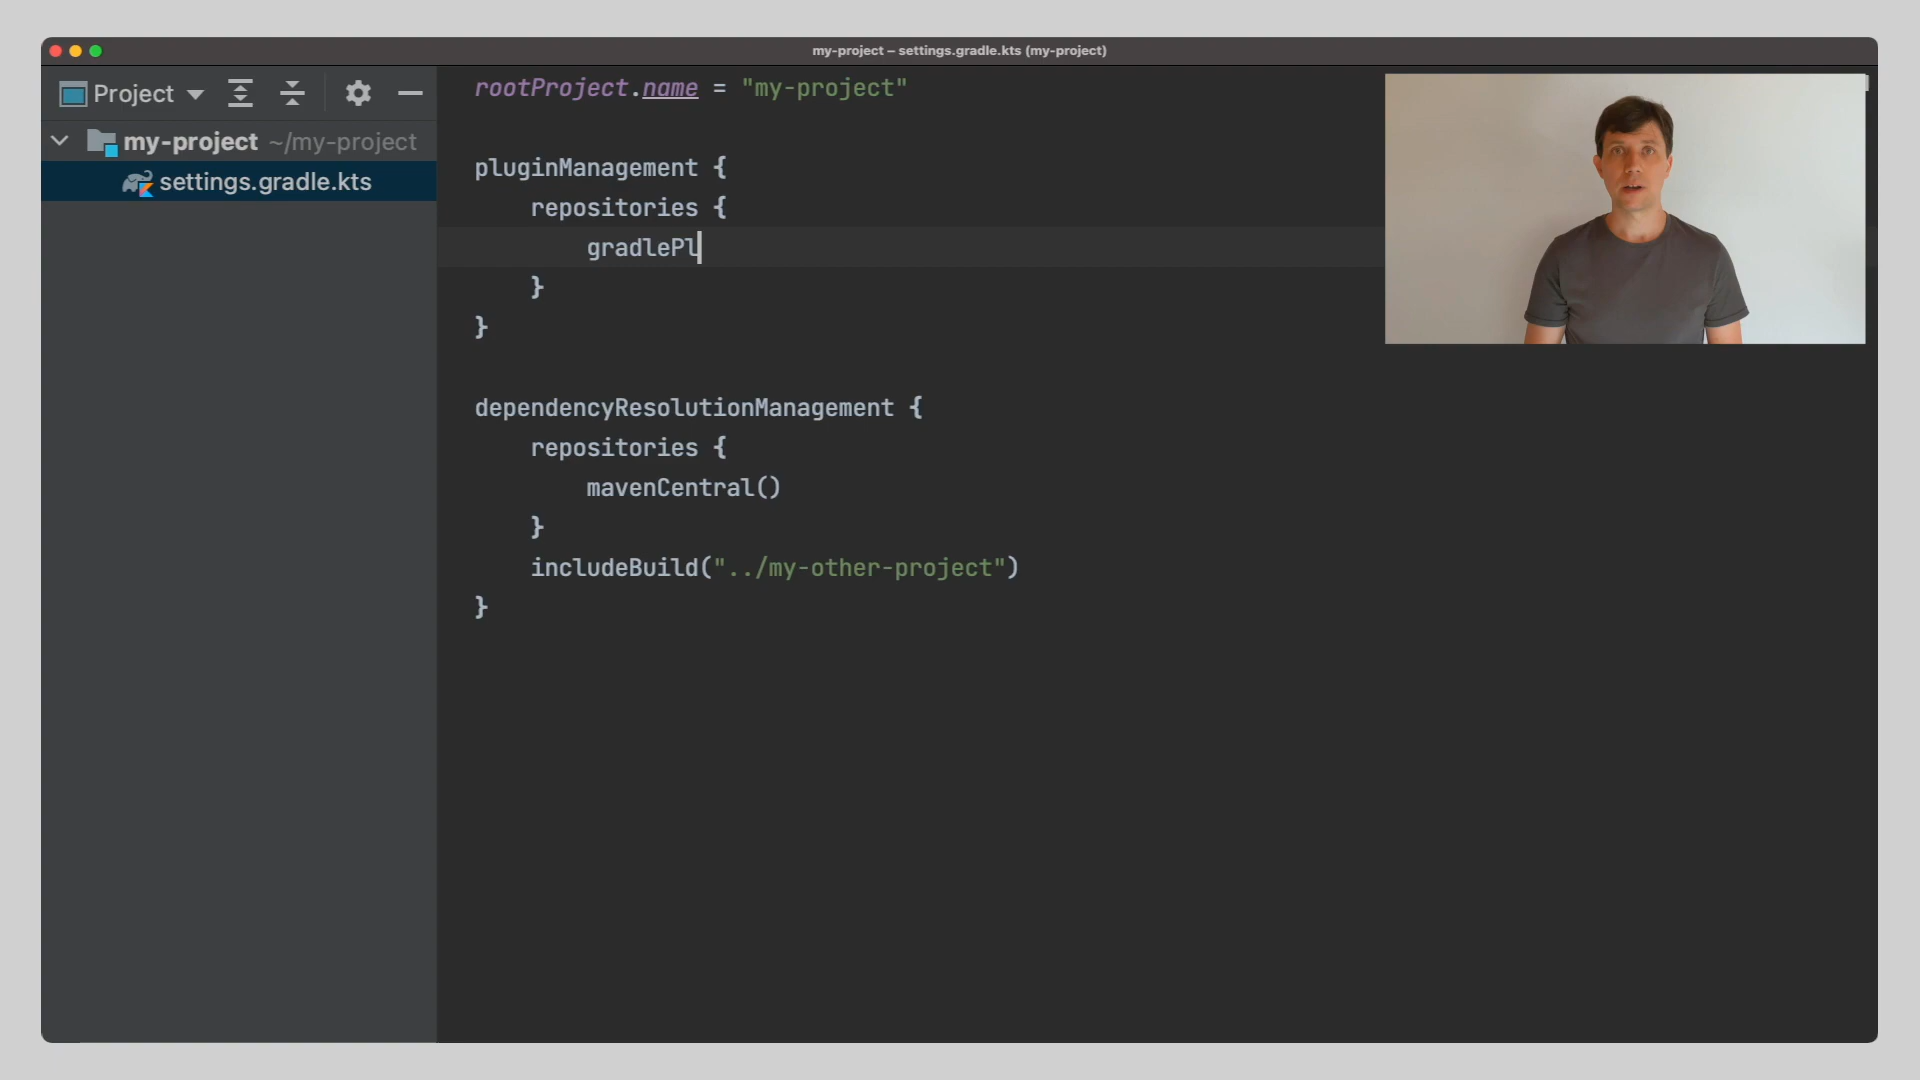 my-project – settings.gradle.kts (my-project)
Project
my-project ~/my-project
settings.gradle.kts
rootProject.name = "my-project"
pluginManagement {
repositories {
gradlePl
}
}
dependencyResolutionManagement {
repositories {
mavenCentral()
}
includeBuild("../my-other-project")
}